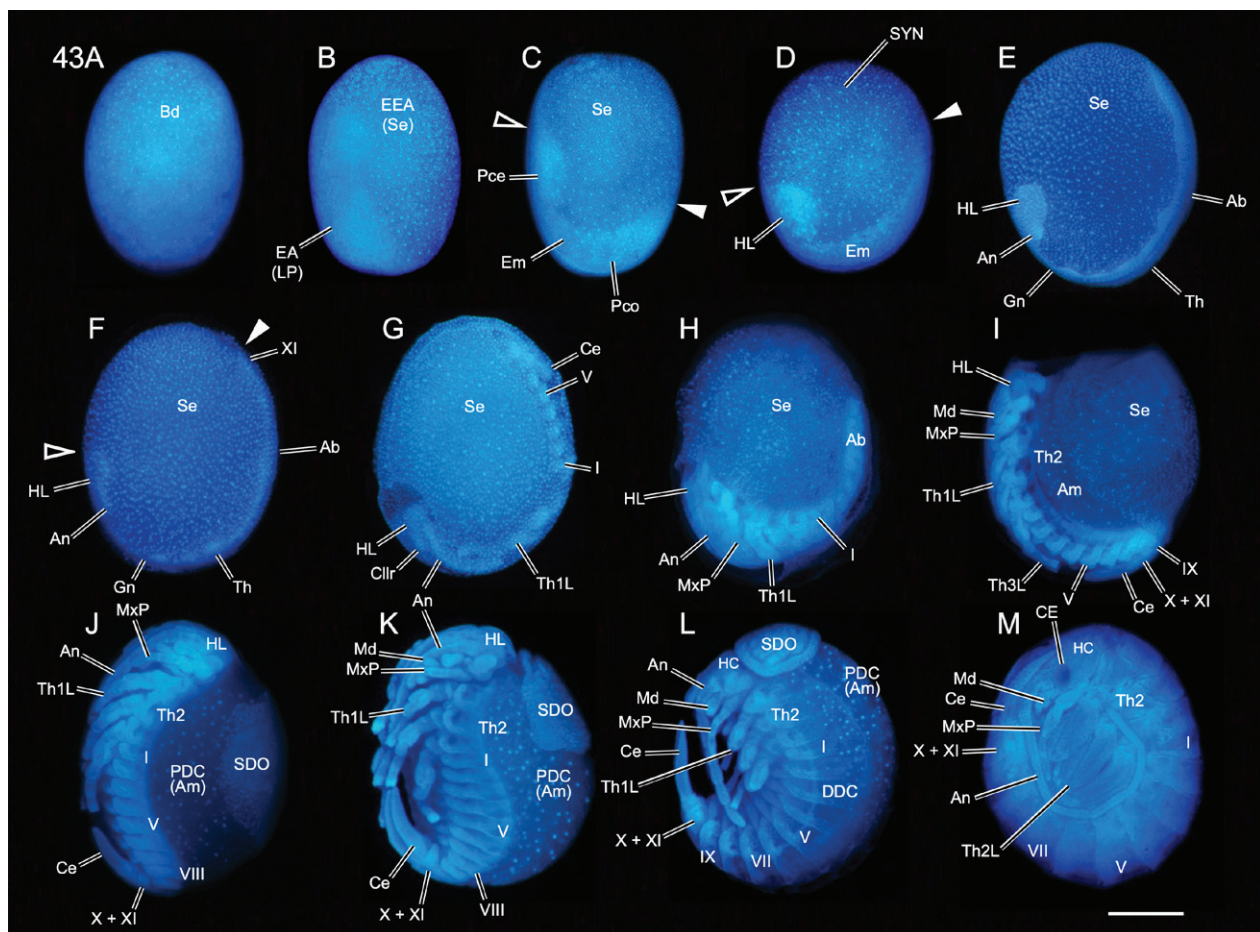 43A
Bd
B
EEA
(Se)
EA
(LP)
C
Se
Pce
Em
Pco
D
SYN
HL
Em
E
Se
HL
An
Gn
Ab
Th
F
XI
Se
Ab
HL
An
Gn
Th
G
Ce
V
Se
I
HL
Cllr
An
Th1L
H
Se
Ab
HL
An
MxP
Th1L
I
I
HL
Md
MxP
Se
Th2
Th1L
Am
Th3L
V
Ce
X + XI
IX
J
MxP
HL
An
Th1L
Th2
I
PDC
(Am)
SDO
V
Ce
VIII
X + XI
K
An
HL
Md
MxP
Th1L
Th2
SDO
I
PDC
(Am)
V
Ce
X + XI
VIII
L
SDO
HC
An
PDC
(Am)
Md
Th2
MxP
Ce
I
Th1L
DDC
X + XI
V
IX
VII
M
CE
HC
Md
Th2
Ce
MxP
X + XI
I
An
Th2L
VII
V